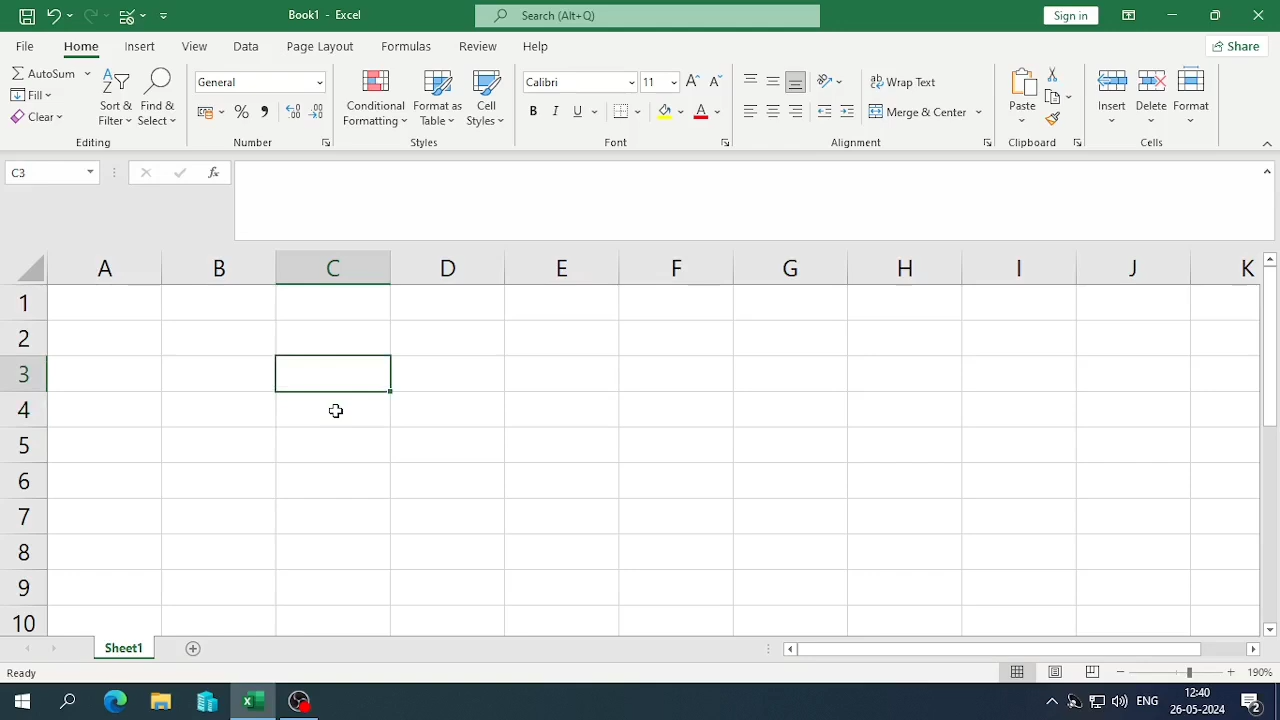 Book1 - Excel
Search (Alt+Q)
Sign in
File Home Insert View Data Page Layout Formulas Review Help
Share
AutoSum
Fill
Clear
Sort & Filter
Find & Select
Editing
General
Number
Conditional Formatting
Format as Table
Cell Styles
Styles
Calibri 11
B I U A
Font
Wrap Text
Merge & Center
Alignment
Paste
Clipboard
Insert Delete Format
Cells
C3
fx
A B C D E F G H I J K
1
2
3
4
5
6
7
8
9
10
Sheet1
Ready
190%
ENG
12:40
26-05-2024
2